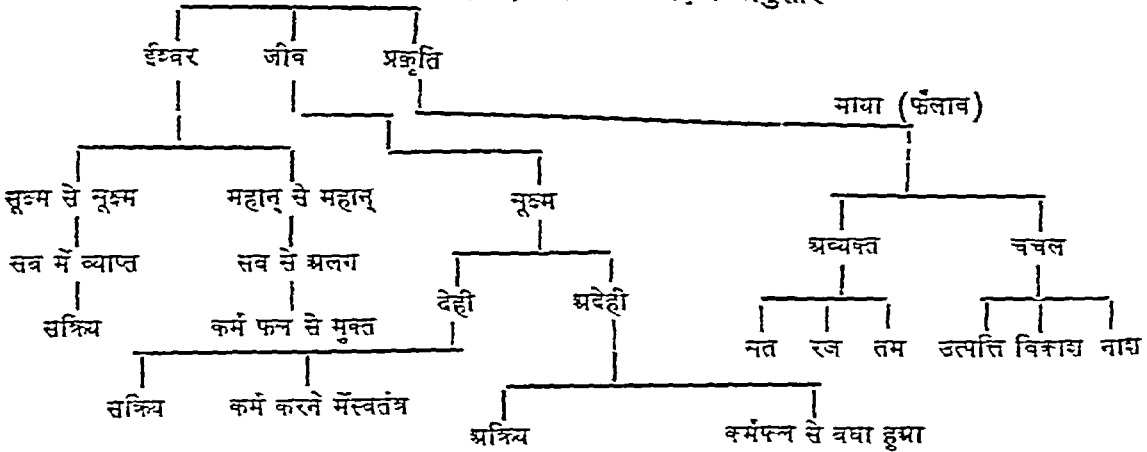 अनुसार
ईश्वर जीव प्रकृति
माया (फैलाव)
सूक्ष्म से सूक्ष्म महान् से महान् सूक्ष्म
अव्यक्त चचल
सब में व्याप्त सब से अलग
देही अदेही
सक्रिय कर्म फल से मुक्त
सत रज तम उत्पत्ति विकाश नाश
सक्रिय कर्म करने में स्वतंत्र
अक्रिय कर्मफल से बधा हुआ